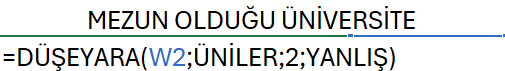 MEZUN OLDUĞU ÜNİVERSİTE
=DÜŞEYARA(W2;ÜNİLER;2;YANLIŞ)